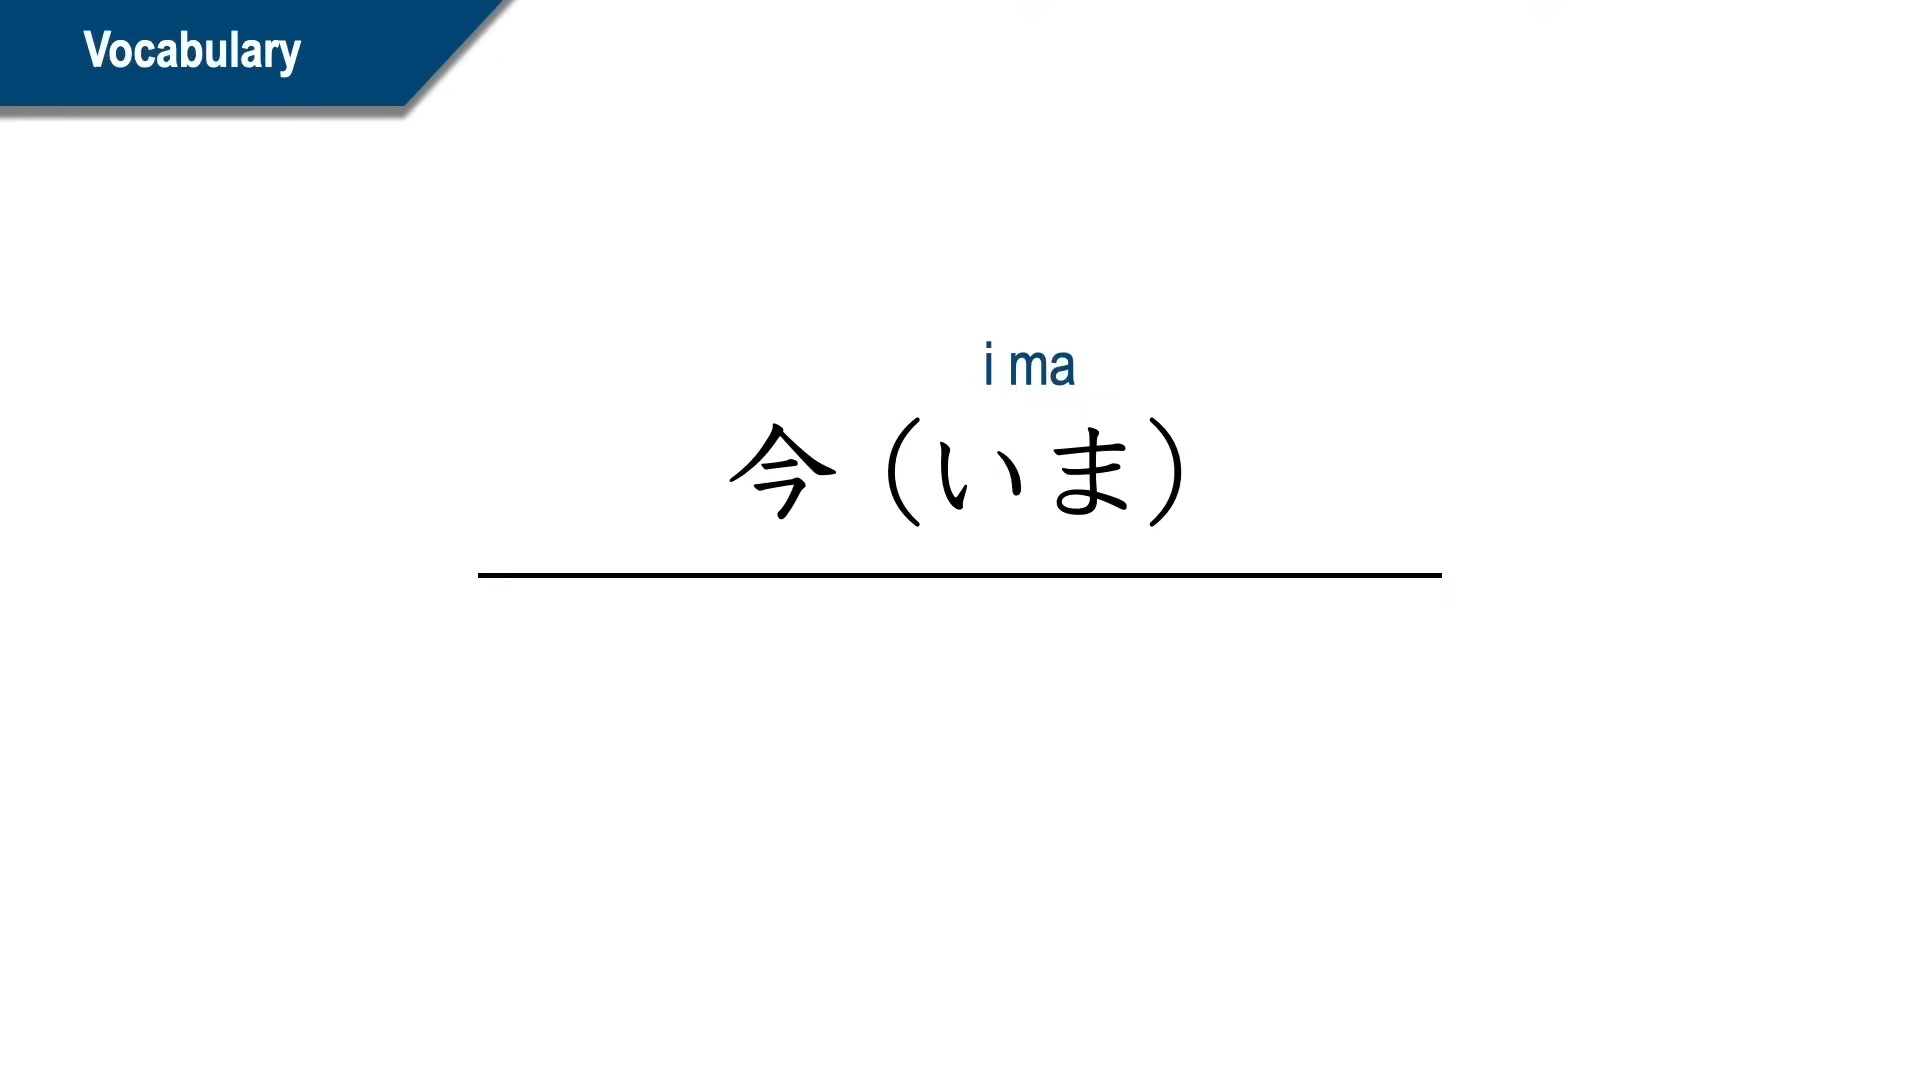 Vocabulary
i ma
今（いま）